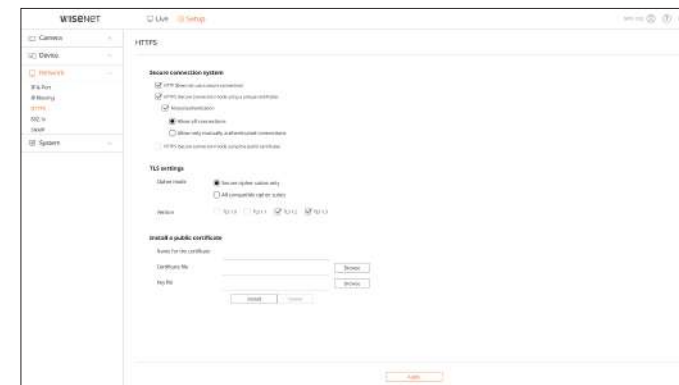 WISENET
Live
Setup
Camera
HTTPS
Device
Network
IP & Port
IP filtering
HTTPS
802.1x
SNMP
System
Secure connection system
HTTP (Does not use secure connection)
HTTPS (Secure connection mode using a unique certificate)
Mutual authentication
Allow all connections
Allow only mutually authenticated connections
HTTPS (Secure connection mode using the public certificate)
TLS settings
Cipher mode
Secure cipher suites only
All compatible cipher suites
Version
TLS 1.0
TLS 1.1
TLS 1.2
TLS 1.3
Install a public certificate
Name for the certificate
Certificate file
Browse
Key file
Browse
Install
Delete
Apply